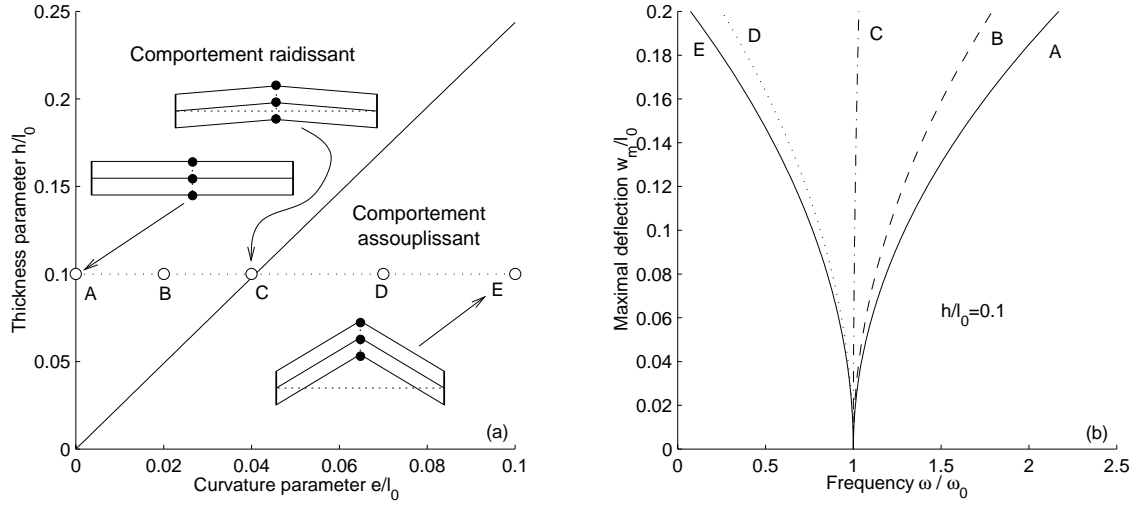 0.25
0.2
0.15
0.1
0.05
0
Thickness parameter h/l0
Comportement raidissant
Comportement
assouplissant
A
B
C
D
E
(a)
0
0.02
0.04
0.06
0.08
0.1
Curvature parameter e/l0
0.2
0.18
0.16
0.14
0.12
0.1
0.08
0.06
0.04
0.02
0
Maximal deflection w_m/l0
E
D
C
B
A
h/l0=0.1
(b)
0
0.5
1
1.5
2
2.5
Frequency ω / ω0